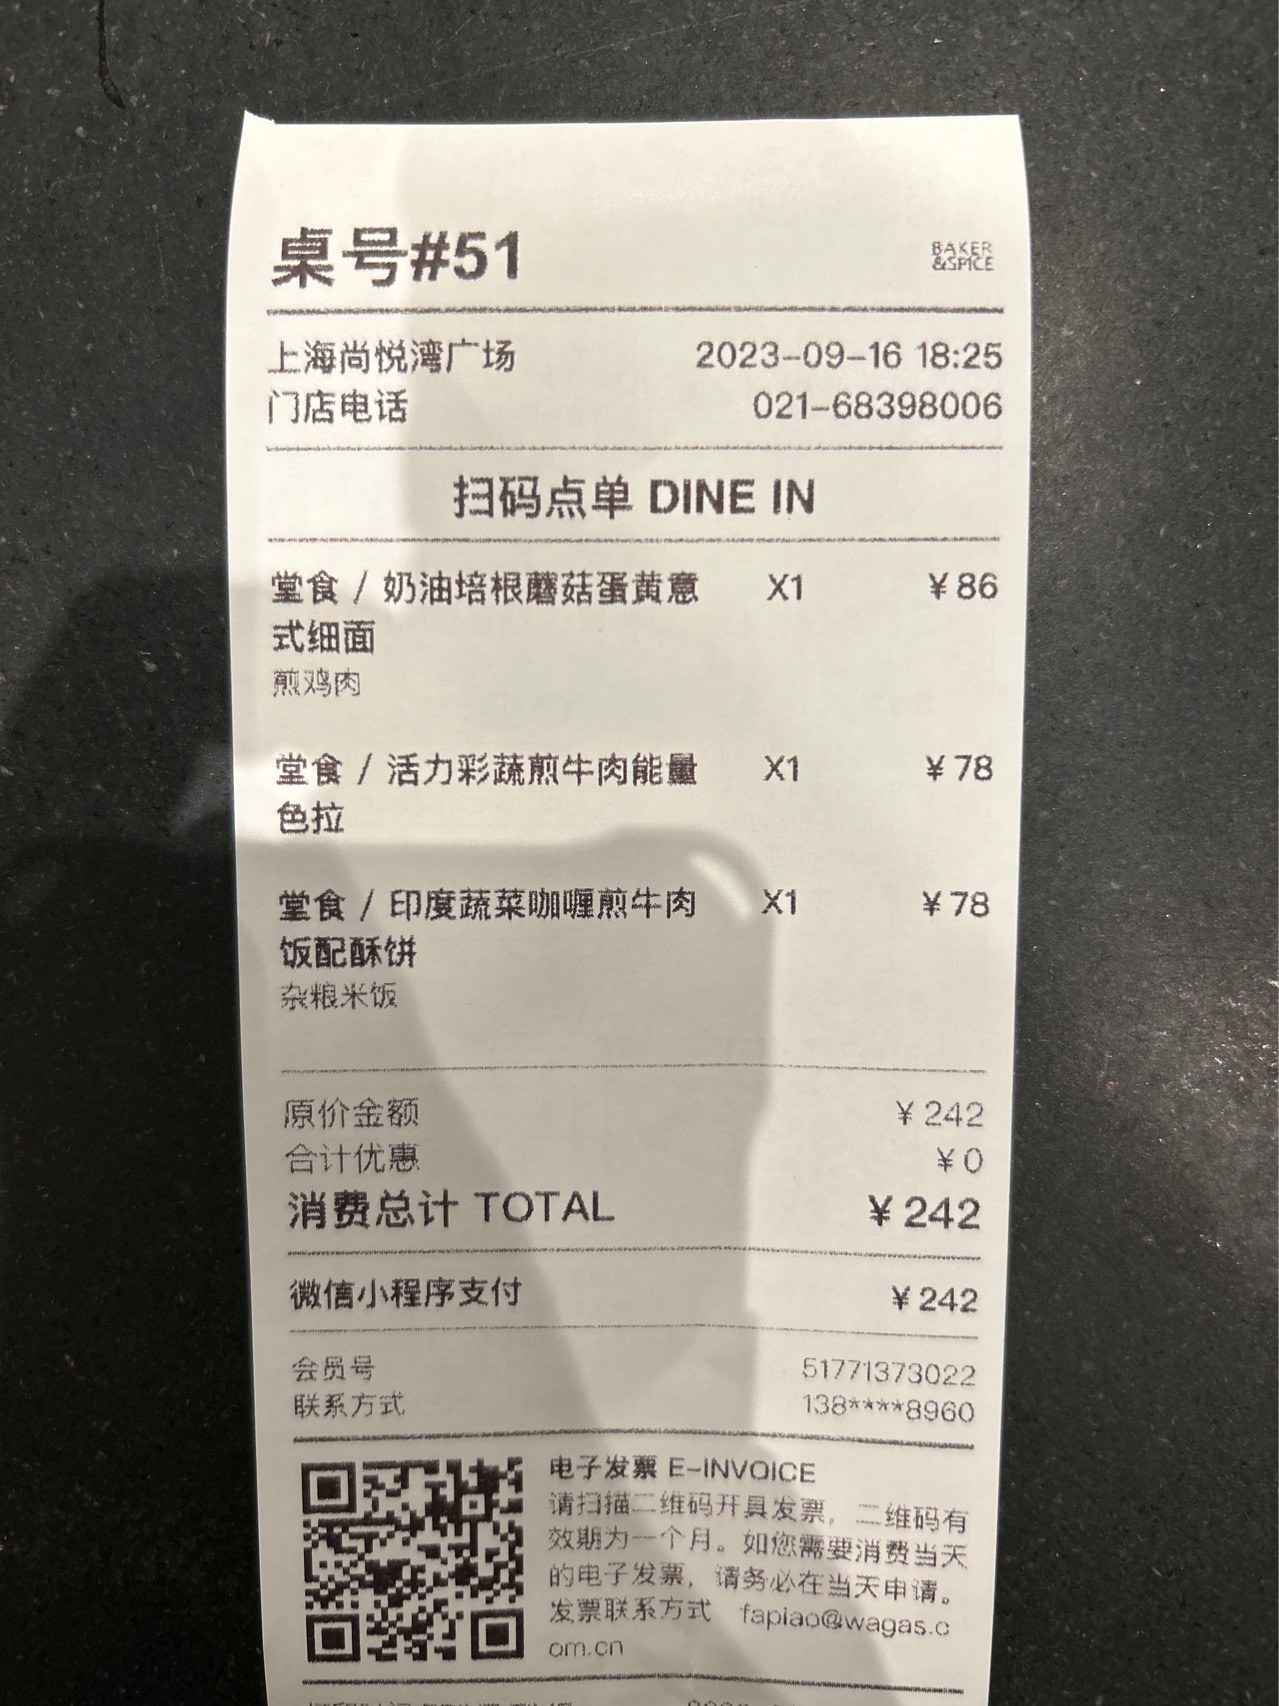 桌号#51
BAKER
&SPICE
上海尚悦湾广场 2023-09-16 18:25
门店电话 021-68398006
扫码点单 DINE IN
堂食 / 奶油培根蘑菇蛋黄意 X1 ¥86
式细面
煎鸡肉
堂食 / 活力彩蔬煎牛肉能量 X1 ¥78
色拉
堂食 / 印度蔬菜咖喱煎牛肉 X1 ¥78
饭配酥饼
杂粮米饭
原价金额 ¥242
合计优惠 ¥0
消费总计 TOTAL ¥242
微信小程序支付 ¥242
会员号 51771373022
联系方式 138****8960
电子发票 E-INVOICE
请扫描二维码开具发票，二维码有
效期为一个月。如您需要消费当天
的电子发票，请务必在当天申请。
发票联系方式 fapiao@wagas.c
om.cn